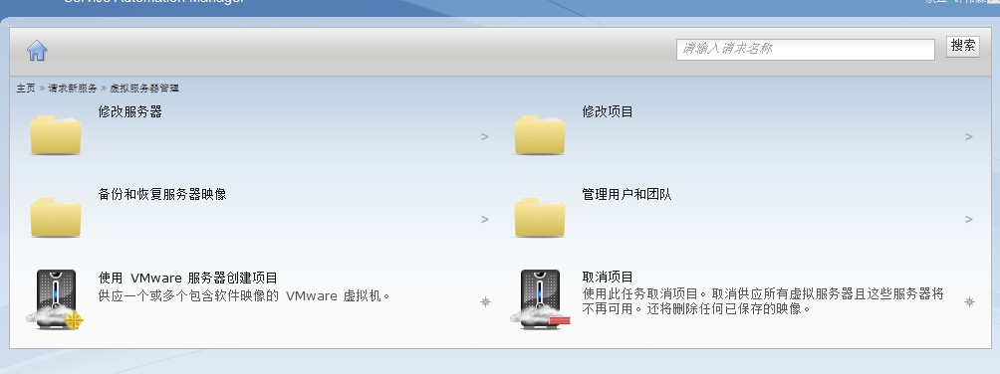 Service Automation Manager
请输入请求名称
搜索
主页 » 请求新服务 » 虚拟服务器管理
修改服务器
>
修改项目
>
备份和恢复服务器映像
>
管理用户和团队
>
使用 VMware 服务器创建项目
供应一个或多个包含软件映像的 VMware 虚拟机。
取消项目
使用此任务取消项目。取消供应所有虚拟服务器且这些服务器将
不再可用。还将删除任何已保存的映像。